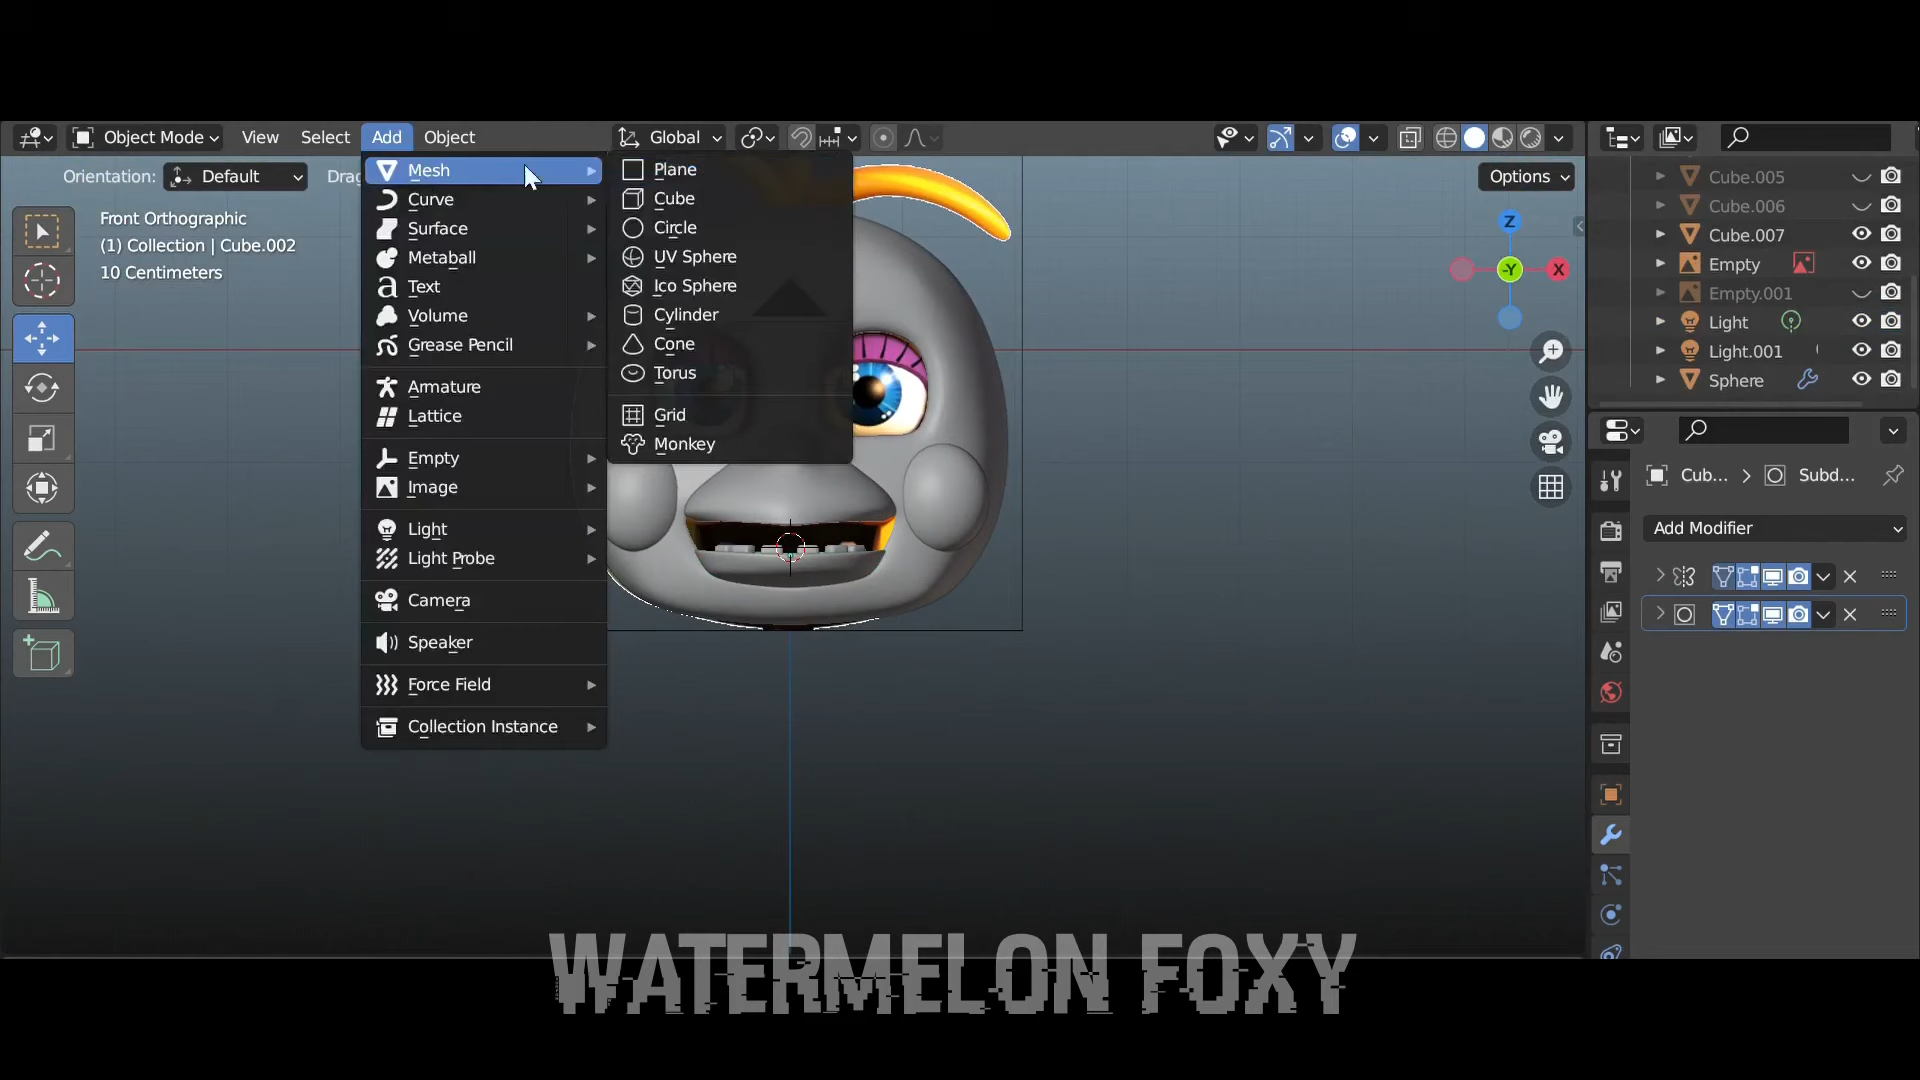 Object Mode View Select Add Object Global
Orientation: Default Drag Options
Front Orthographic
(1) Collection | Cube.002
10 Centimeters
Mesh
Curve
Surface
Metaball
Text
Volume
Grease Pencil
Armature
Lattice
Empty
Image
Light
Light Probe
Camera
Speaker
Force Field
Collection Instance
Plane
Cube
Circle
UV Sphere
Ico Sphere
Cylinder
Cone
Torus
Grid
Monkey
Z
-Y X
Cube.005
Cube.006
Cube.007
Empty
Empty.001
Light
Light.001
Sphere
Cub... > Subd...
Add Modifier
WATERMELON FOXY